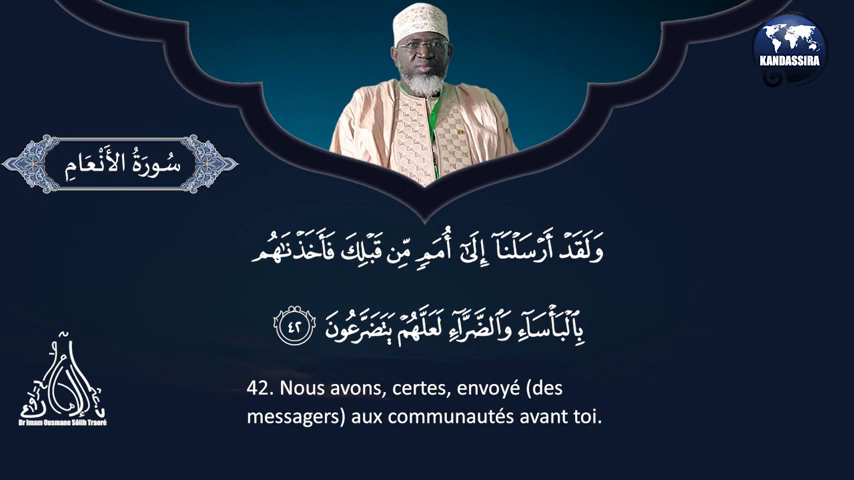 KANDASSIRA
سُورَةُ الأَنْعَامِ
وَلَقَدۡ أَرۡسَلۡنَآ إِلَىٰٓ أُمَمٖ مِّن قَبۡلِكَ فَأَخَذۡنَٰهُم
بِٱلۡبَأۡسَآءِ وَٱلضَّرَّآءِ لَعَلَّهُمۡ يَتَضَرَّعُونَ ٤٢
42. Nous avons, certes, envoyé (des
messagers) aux communautés avant toi.
Dr Imam Ousmane Sölih Traoré